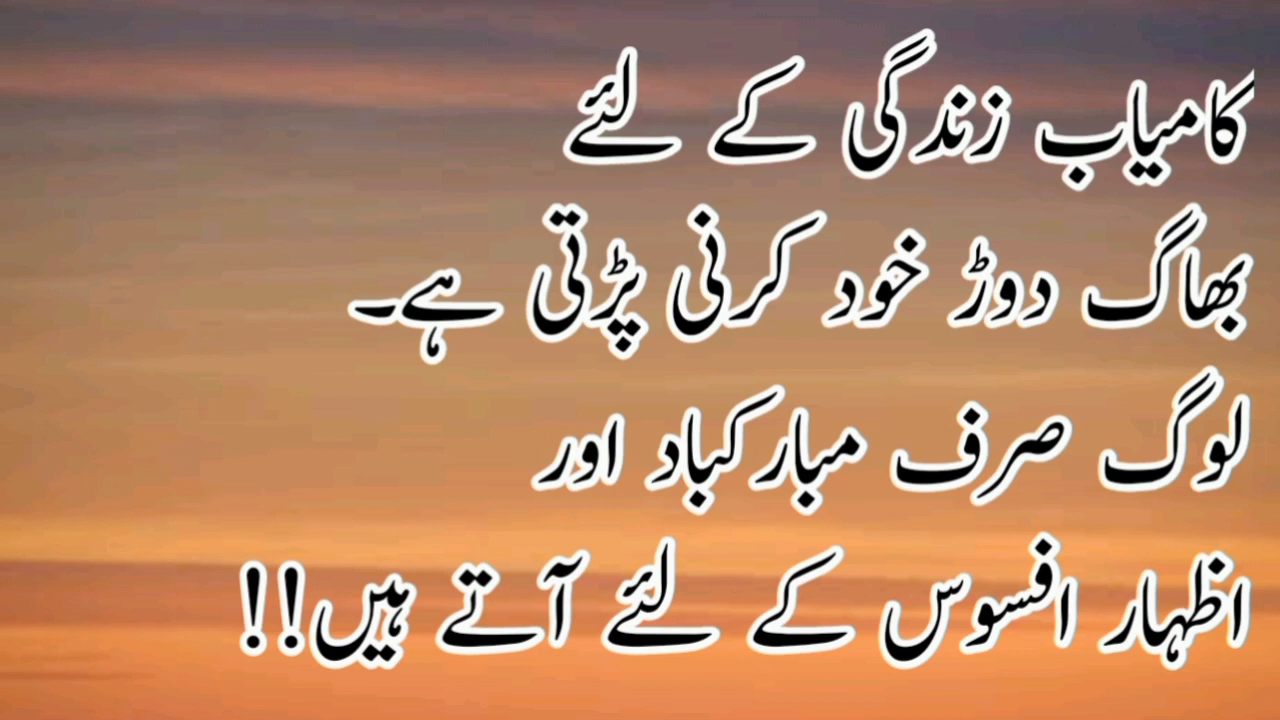 کامیاب زندگی کے لئے
بھاگ دوڑ خود کرنی پڑتی ہے۔
لوگ صرف مبارکباد اور
اظہار افسوس کے لئے آتے ہیں!!